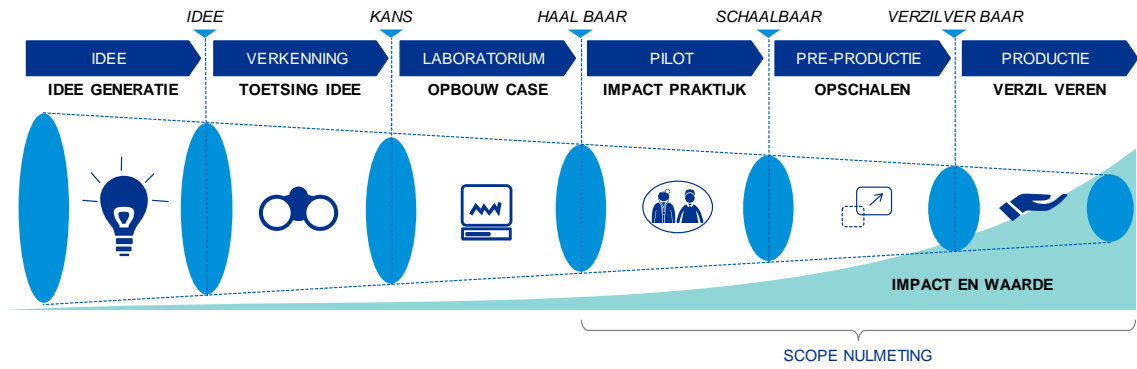 IDEE
KANS
HAAL BAAR
SCHAALBAAR
VERZILVER BAAR
IDEE
VERKENNING
LABORATORIUM
PILOT
PRE-PRODUCTIE
PRODUCTIE
IDEE GENERATIE
TOETSING IDEE
OPBOUW CASE
IMPACT PRAKTIJK
OPSCHALEN
VERZIL VEREN
IMPACT EN WAARDE
SCOPE NULMETING